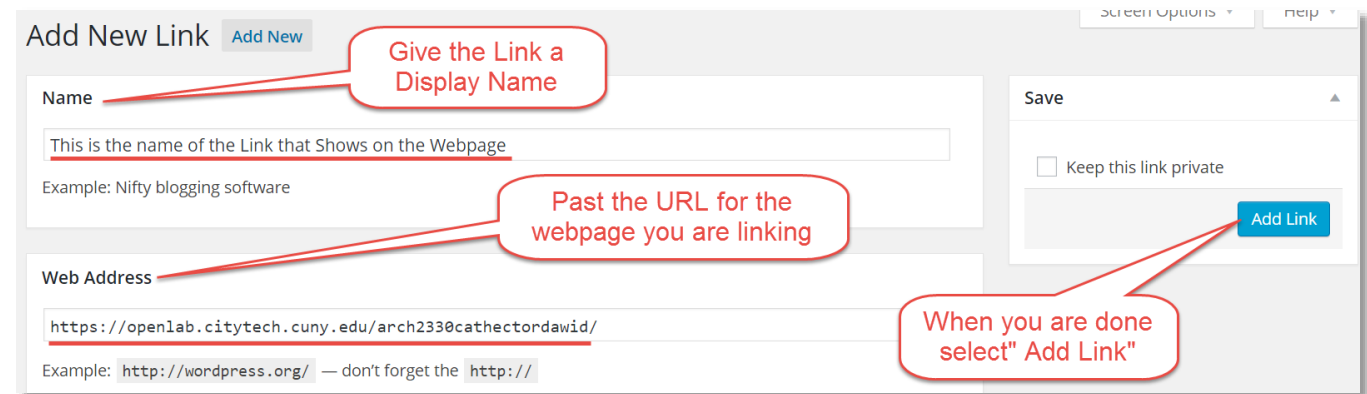 Screen Options Help
Add New Link Add New
Give the Link a
Display Name
Name
This is the name of the Link that Shows on the Webpage
Example: Nifty blogging software
Save
Keep this link private
Add Link
Past the URL for the
webpage you are linking
Web Address
https://openlab.citytech.cuny.edu/arch2330cathectordawid/
Example: http://wordpress.org/ — don’t forget the http://
When you are done
select" Add Link"